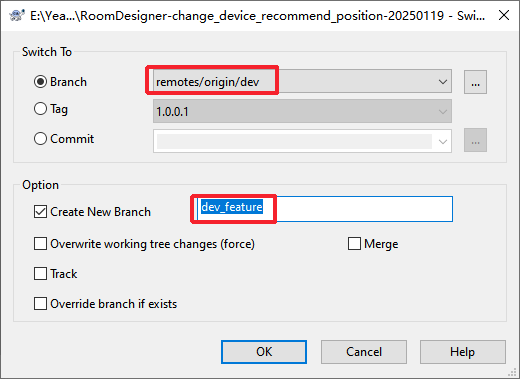 E:\Yea...\RoomDesigner-change_device_recommend_position-20250119 - Swi...
Switch To
Branch
remotes/origin/dev
...
Tag
1.0.0.1
Commit
...
Option
Create New Branch
dev_feature
Overwrite working tree changes (force)
Merge
Track
Override branch if exists
OK
Cancel
Help